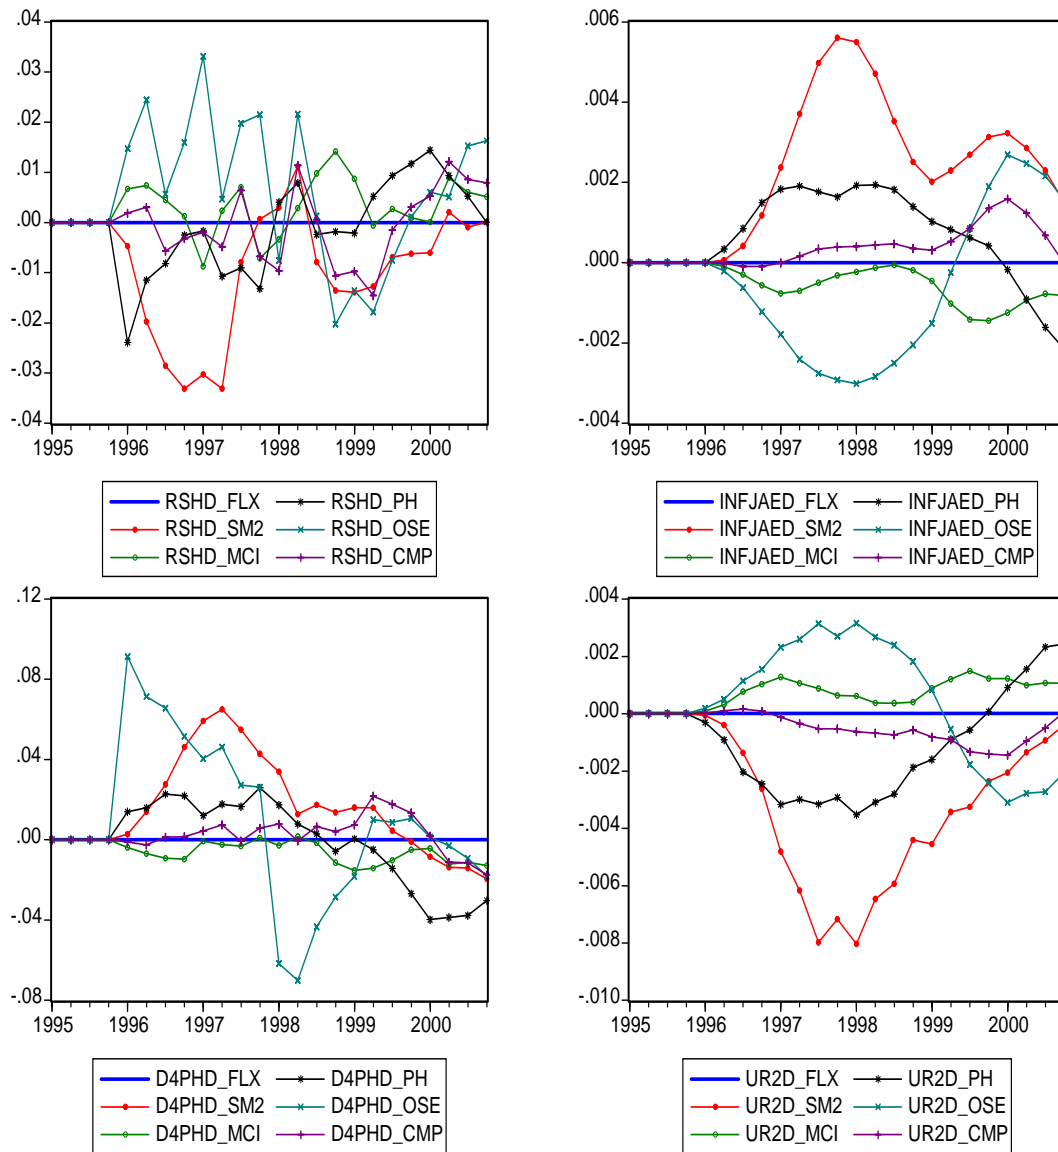 .04
.03
.02
.01
.00
-.01
-.02
-.03
-.04
1995 1996 1997 1998 1999 2000
RSHD_FLX RSHD_PH
RSHD_SM2 RSHD_OSE
RSHD_MCI RSHD_CMP
.006
.004
.002
.000
-.002
-.004
1995 1996 1997 1998 1999 2000
INFJAED_FLX INFJAED_PH
INFJAED_SM2 INFJAED_OSE
INFJAED_MCI INFJAED_CMP
.12
.08
.04
.00
-.04
-.08
1995 1996 1997 1998 1999 2000
D4PHD_FLX D4PHD_PH
D4PHD_SM2 D4PHD_OSE
D4PHD_MCI D4PHD_CMP
.004
.002
.000
-.002
-.004
-.006
-.008
-.010
1995 1996 1997 1998 1999 2000
UR2D_FLX UR2D_PH
UR2D_SM2 UR2D_OSE
UR2D_MCI UR2D_CMP